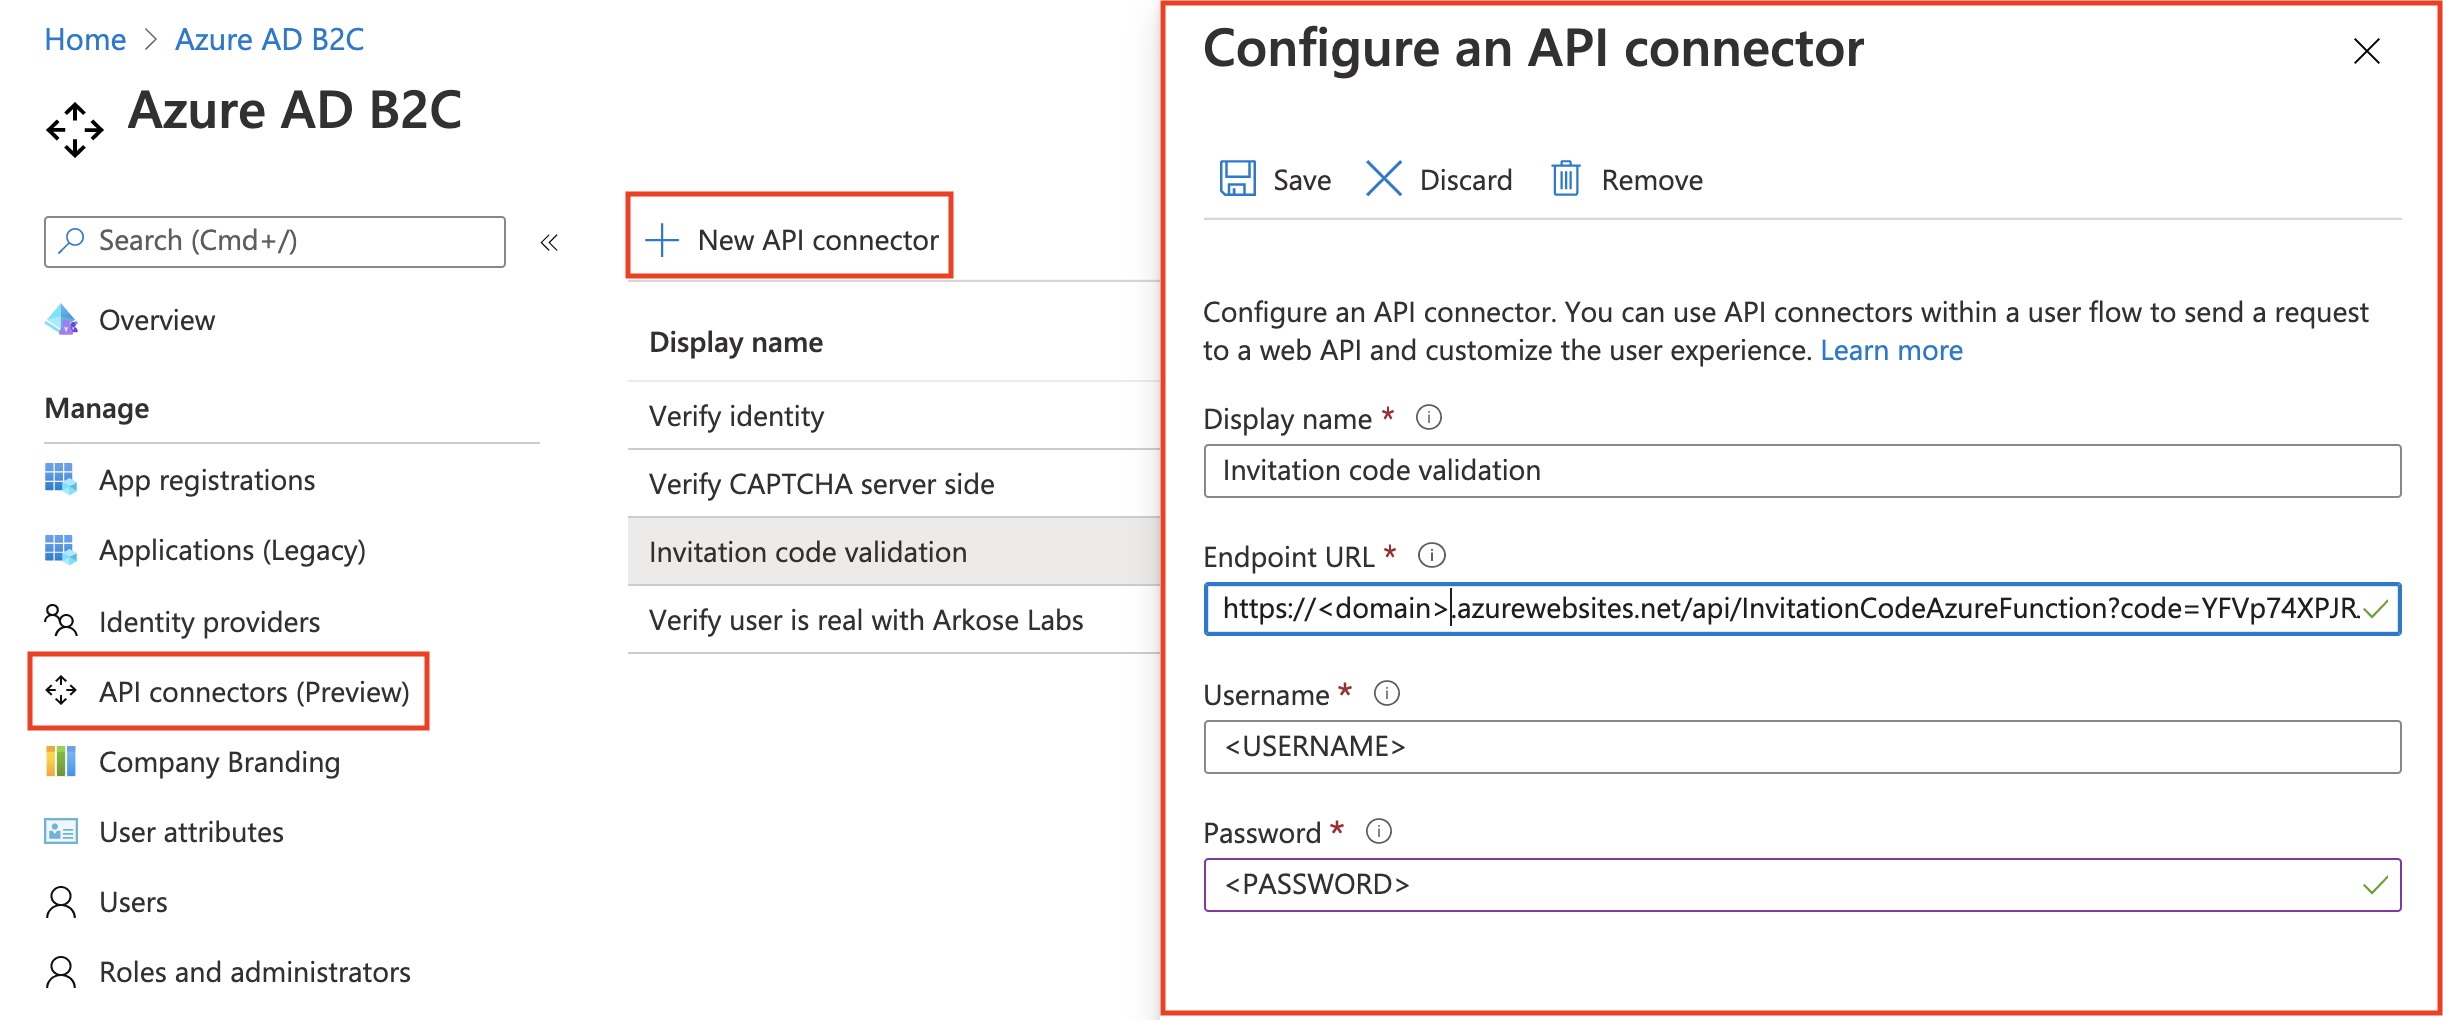 Home > Azure AD B2C
Azure AD B2C
Search (Cmd+/)
«
Overview
Manage
App registrations
Applications (Legacy)
Identity providers
API connectors (Preview)
Company Branding
User attributes
Users
Roles and administrators
New API connector
Display name
Verify identity
Verify CAPTCHA server side
Invitation code validation
Verify user is real with Arkose Labs
Configure an API connector
Save Discard Remove
Configure an API connector. You can use API connectors within a user flow to send a request
to a web API and customize the user experience. Learn more
Display name *
Invitation code validation
Endpoint URL *
https://<domain>.azurewebsites.net/api/InvitationCodeAzureFunction?code=YFVp74XPJR.
Username *
<USERNAME>
Password *
<PASSWORD>